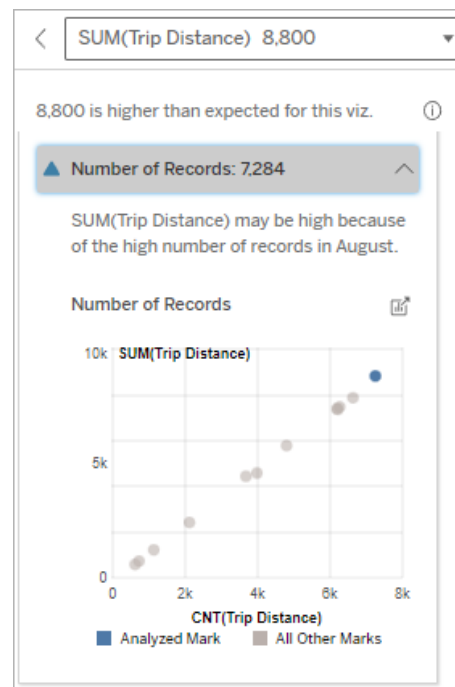 SUM(Trip Distance) 8,800
8,800 is higher than expected for this viz.
Number of Records: 7,284
SUM(Trip Distance) may be high because
of the high number of records in August.
Number of Records
10k SUM(Trip Distance)
5k
0
0 2k 4k 6k 8k
CNT(Trip Distance)
Analyzed Mark All Other Marks